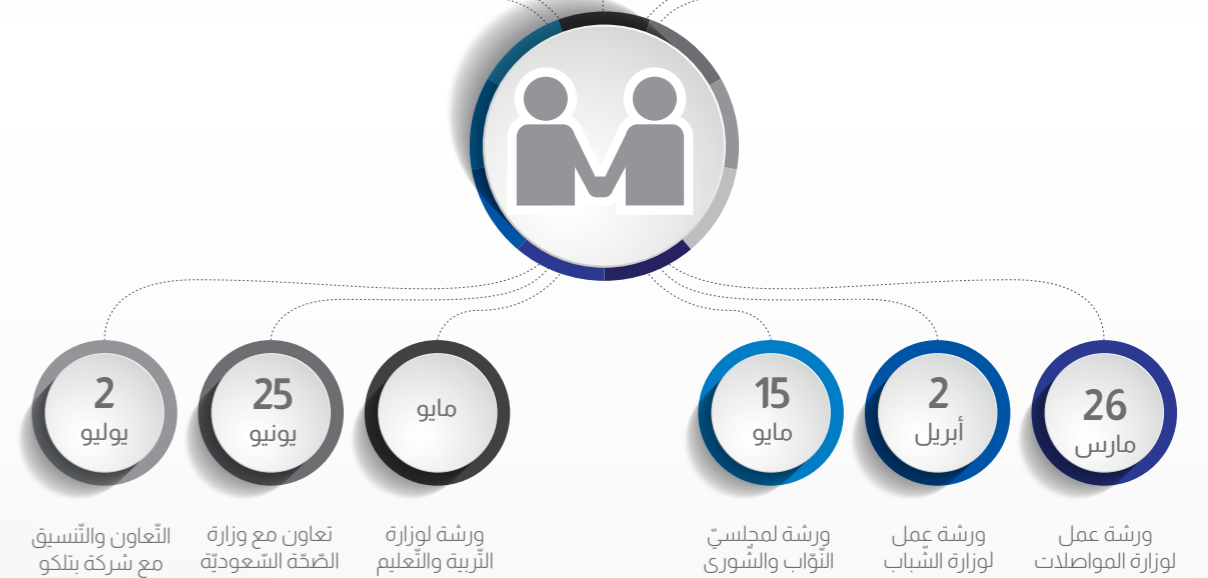 26
مارس
ورشة عمل
لوزارة المواصلات
2
أبريل
ورشة عمل
لوزارة الشّباب
15
مايو
ورشة لمجلسيّ
النّوّاب والشّورى
مايو
ورشة لوزارة
التّربية والتّعليم
25
يونيو
تعاون مع وزارة
الصّحّة السّعوديّة
2
يوليو
التّعاون والتّنسيق
مع شركة بتلكو